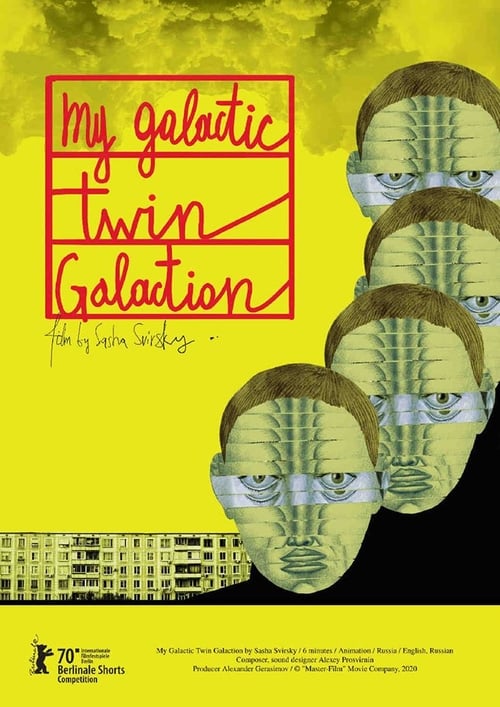 My galactic
twin
Galaction
film by Sasha Svirsky
70
Internationale
Filmfestspiele
Berlin
Berlinale Shorts
Competition
My Galactic Twin Galaction by Sasha Svirsky / 6 minutes / Animation / Russia / English, Russian
Composer, sound designer Alexey Prosvirnin
Producer Alexander Gerasimov / © "Master-Film" Movie Company, 2020